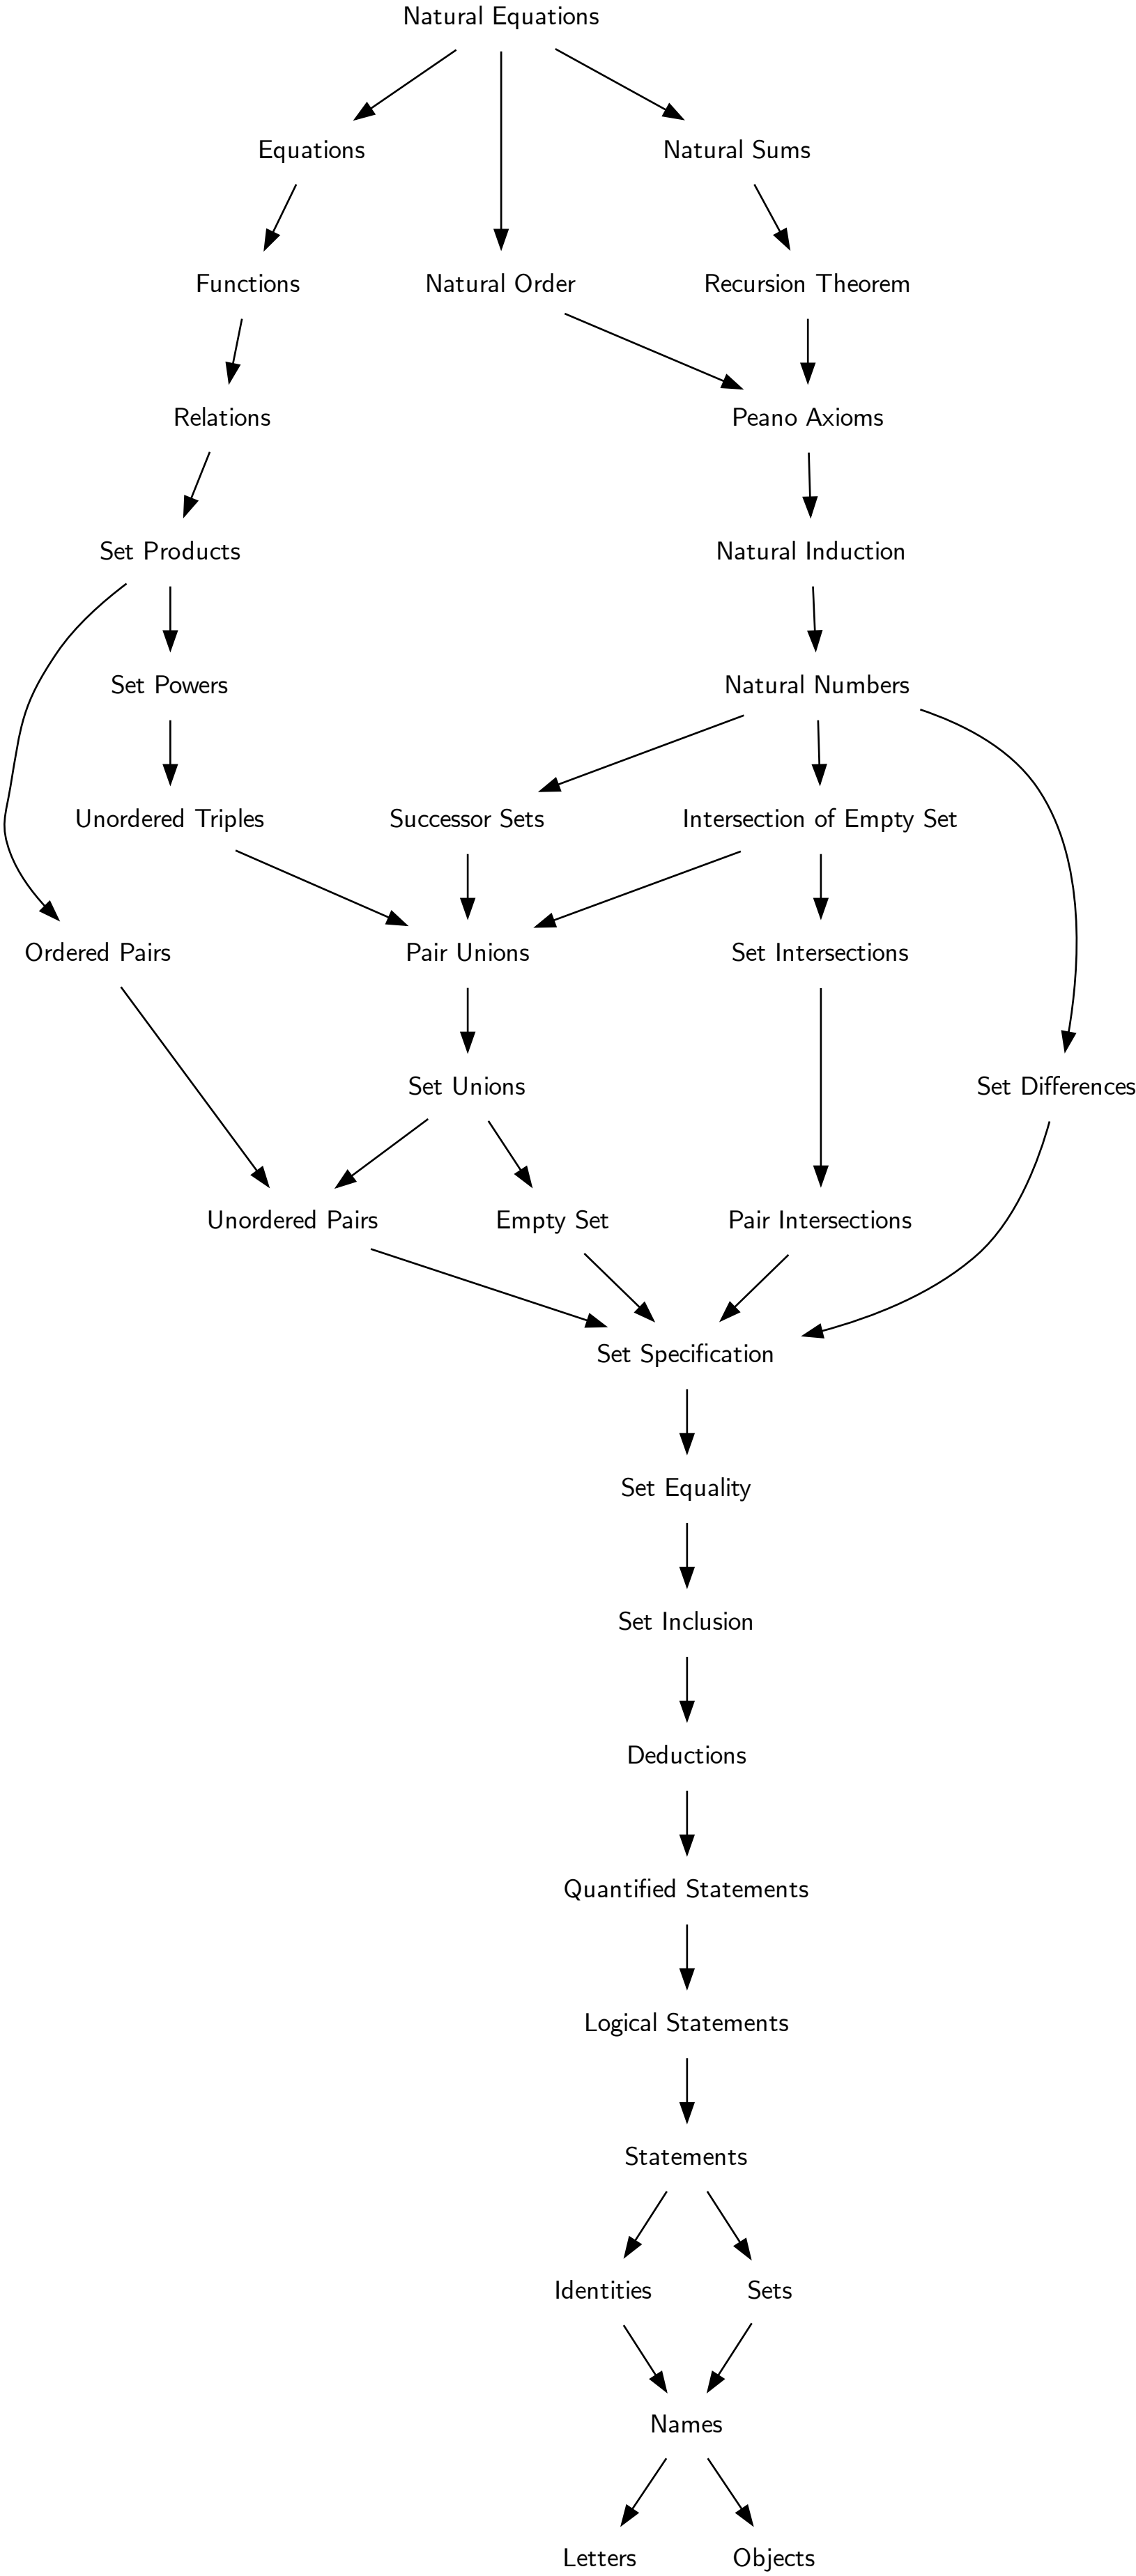 Natural Equations
Equations
Natural Sums
Functions
Natural Order
Recursion Theorem
Relations
Peano Axioms
Set Products
Natural Induction
Set Powers
Natural Numbers
Unordered Triples
Successor Sets
Intersection of Empty Set
Ordered Pairs
Pair Unions
Set Intersections
Set Unions
Set Differences
Unordered Pairs
Empty Set
Pair Intersections
Set Specification
Set Equality
Set Inclusion
Deductions
Quantified Statements
Logical Statements
Statements
Identities
Sets
Names
Letters
Objects